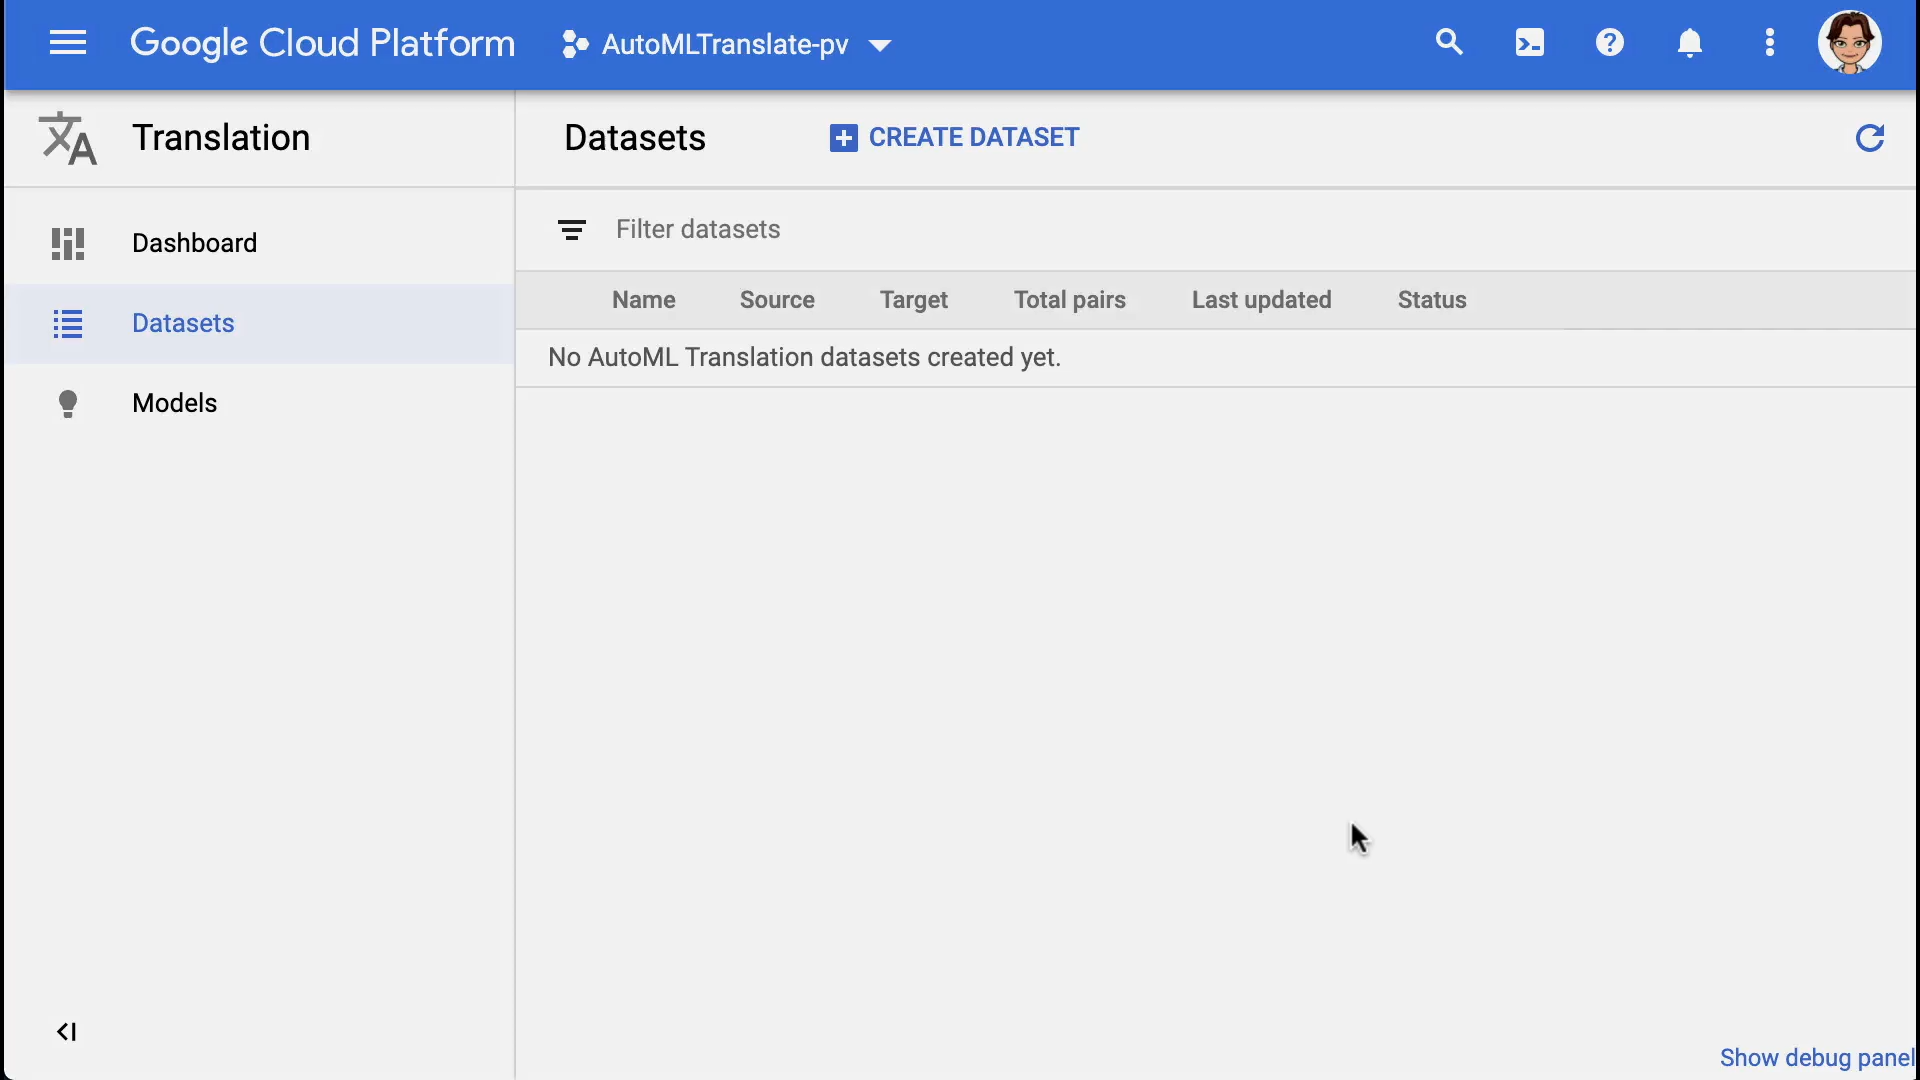 Google Cloud Platform
AutoMLTranslate-pv
Translation
Datasets
CREATE DATASET
Dashboard
Datasets
Models
Filter datasets
Name Source Target Total pairs Last updated Status
No AutoML Translation datasets created yet.
Show debug panel